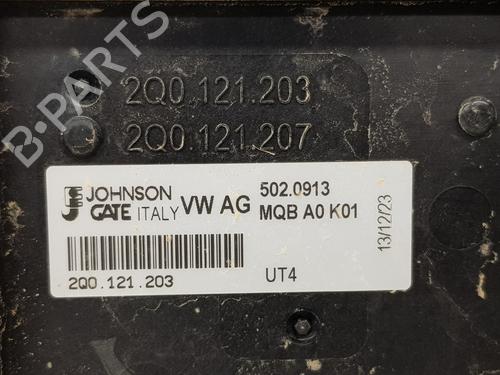 2Q0.121.203
2Q0.121.207
JOHNSON
GATE ITALY VW AG
502.0913
MQB A0 K01
13/12/23
2Q0.121.203
UT4
B-PARTS